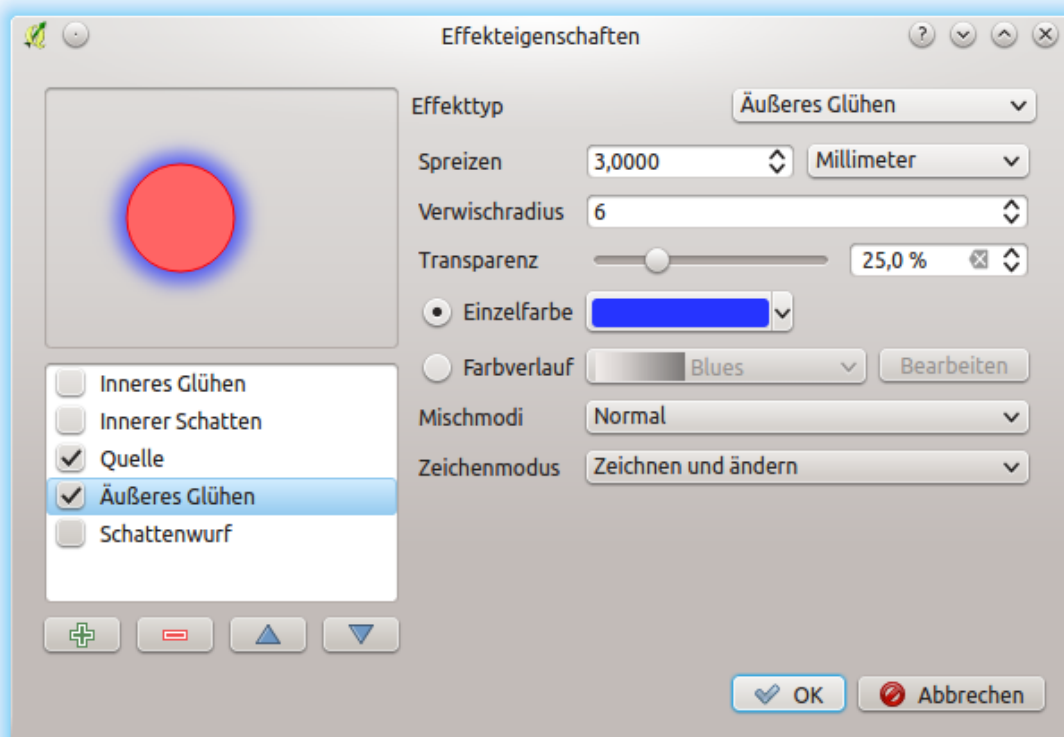 Effekteigenschaften
Effekttyp
Äußeres Glühen
Spreizen
3,0000
Millimeter
Verwischradius
6
Transparenz
25,0 %
Einzelfarbe
Farbverlauf
Blues
Bearbeiten
Mischmodi
Normal
Zeichenmodus
Zeichnen und ändern
Inneres Glühen
Innerer Schatten
Quelle
Äußeres Glühen
Schattenwurf
OK
Abbrechen